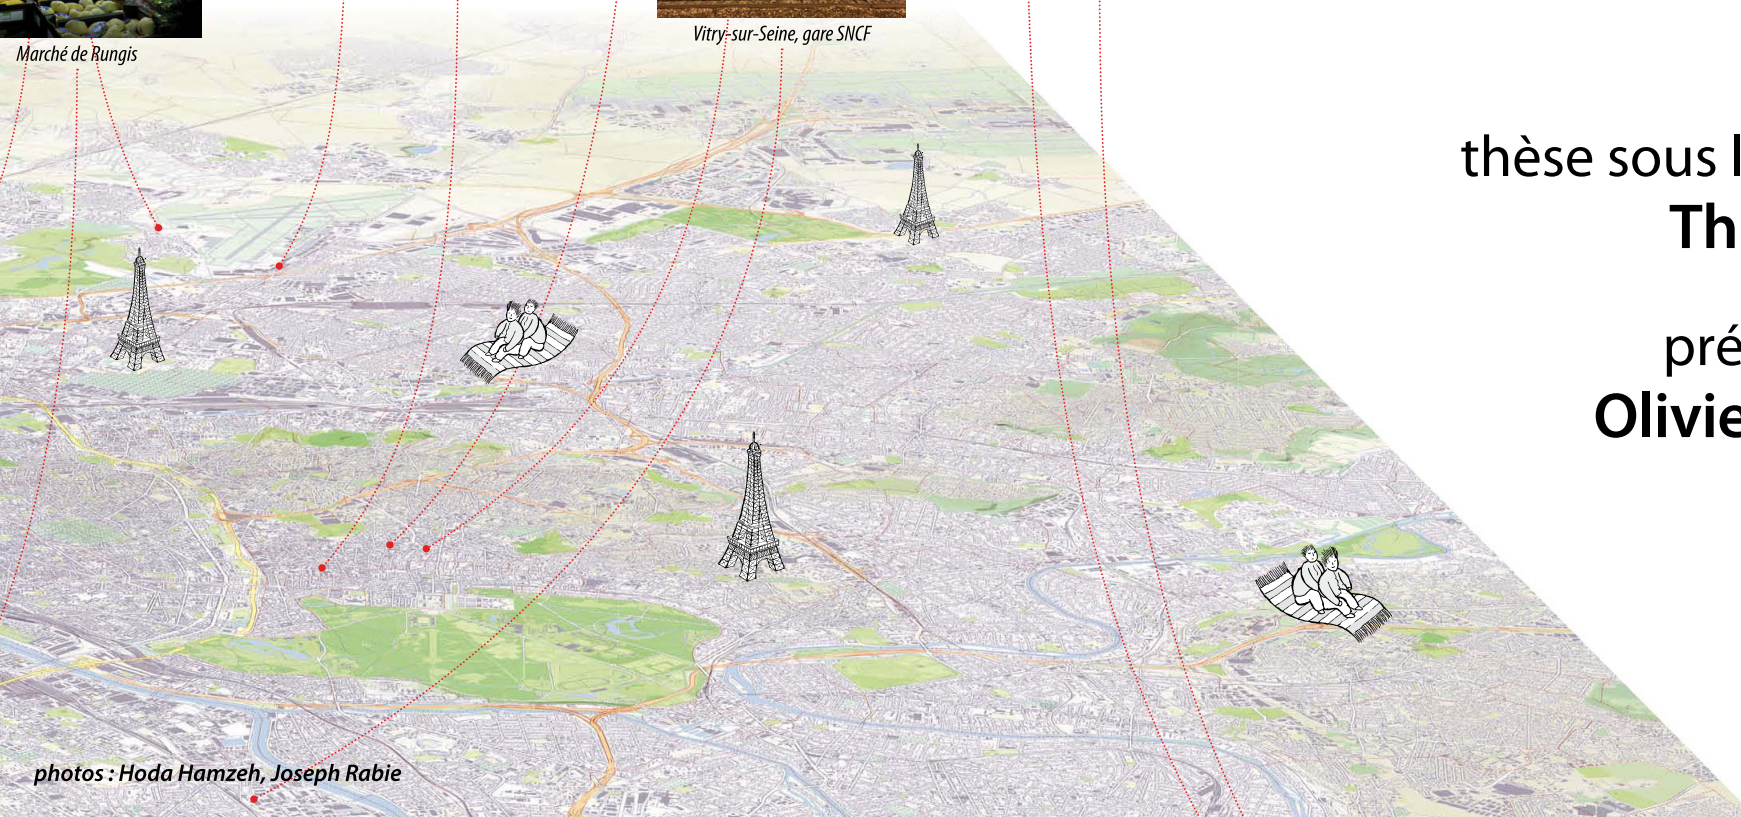 Marché de Rungis
Vitry-sur-Seine, gare SNCF
thèse sous
Th
pré
Olivie
photos : Hoda Hamzeh, Joseph Rabie